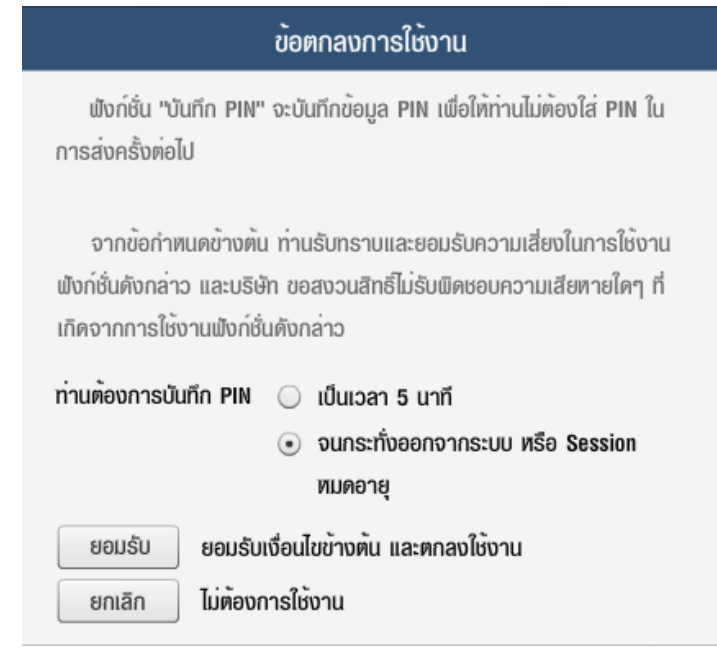 ข้อตกลงการใช้งาน
ฟังก์ชั่น "บันทึก PIN" จะบันทึกข้อมูล PIN เพื่อให้ท่านไม่ต้องใส่ PIN ใน
การส่งครั้งต่อไป
จากข้อกำหนดข้างต้น ท่านรับทราบและยอมรับความเสี่ยงในการใช้งาน
ฟังก์ชั่นดังกล่าว และบริษัท ขอสงวนสิทธิ์ไม่รับผิดชอบความเสียหายใดๆ ที่
เกิดจากการใช้งานฟังก์ชั่นดังกล่าว
ท่านต้องการบันทึก PIN เป็นเวลา 5 นาที
จนกระทั่งออกจากระบบ หรือ Session
หมดอายุ
ยอมรับ ยอมรับเงื่อนไขข้างต้น และตกลงใช้งาน
ยกเลิก ไม่ต้องการใช้งาน